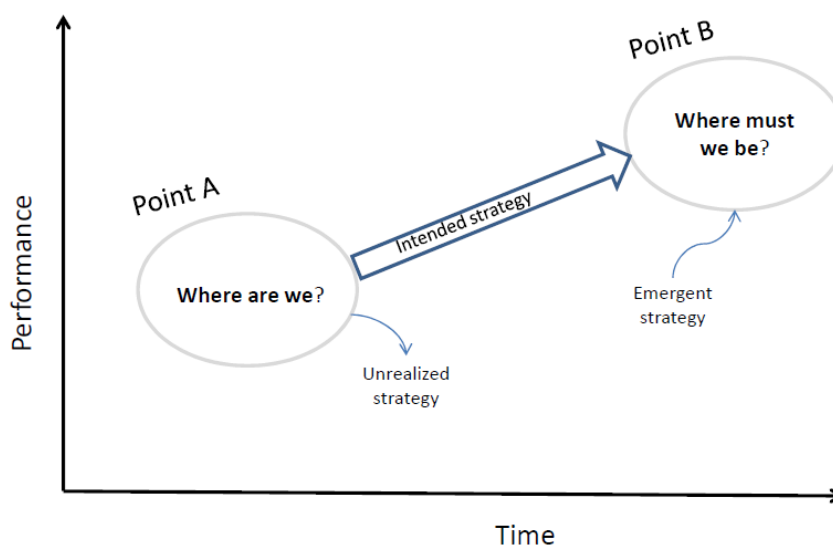 Point B
Where must
we be?
Point A
Intended strategy
Where are we?
Performance
Emergent
strategy
Unrealized
strategy
Time